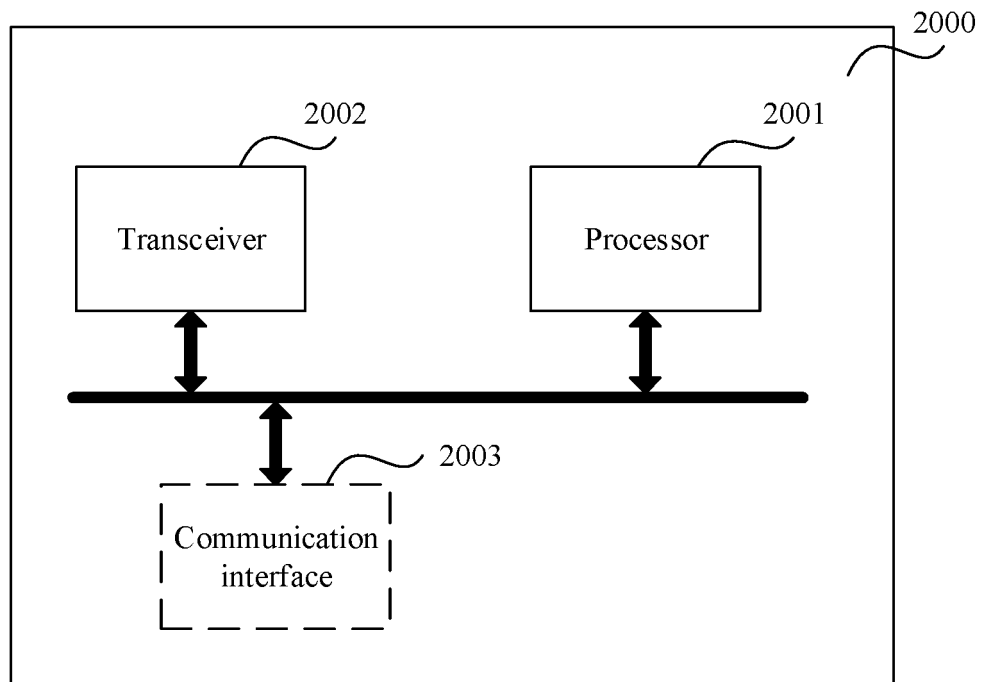 2000
2002
2001
Transceiver
Processor
2003
Communication
interface